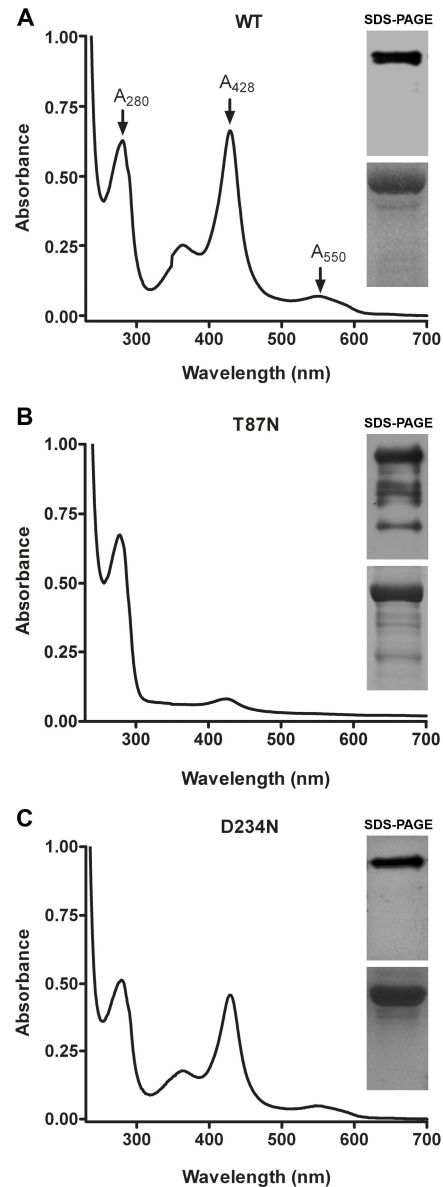 A
WT
SDS-PAGE
1.00
0.75
0.50
0.25
0.00
Absorbance
A280
A428
A550
300 400 500 600 700
Wavelength (nm)
B
T87N
SDS-PAGE
1.00
0.75
0.50
0.25
0.00
Absorbance
300 400 500 600 700
Wavelength (nm)
C
D234N
SDS-PAGE
1.00
0.75
0.50
0.25
0.00
Absorbance
300 400 500 600 700
Wavelength (nm)